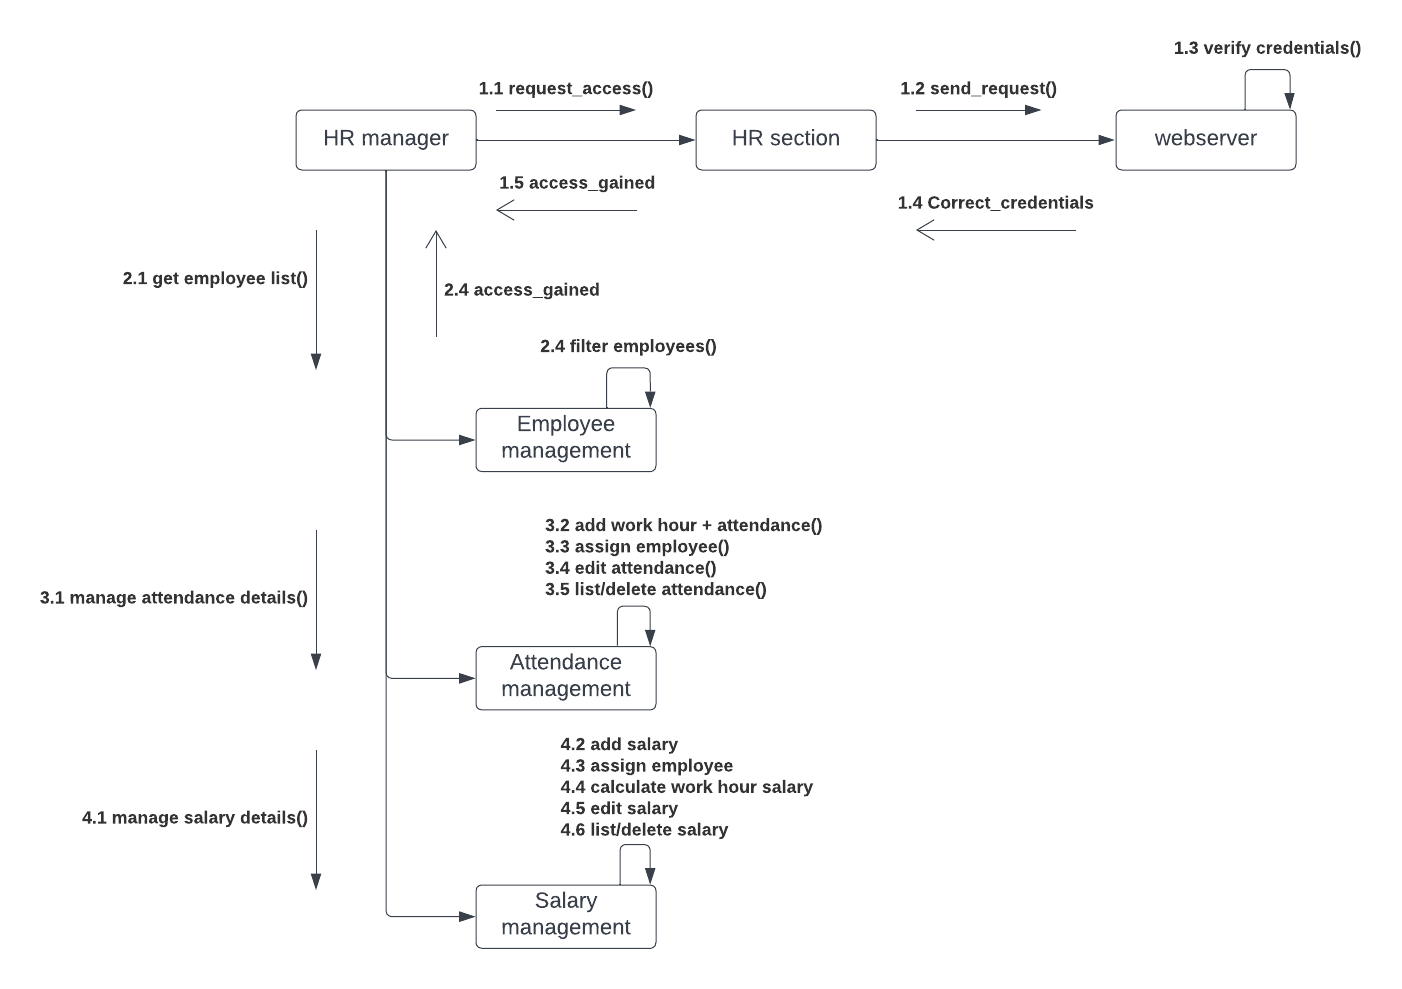 1.3 verify credentials()
1.1 request_access()
1.2 send_request()
HR manager
HR section
webserver
1.5 access_gained
1.4 Correct_credentials
2.1 get employee list()
2.4 access_gained
2.4 filter employees()
Employee
management
3.2 add work hour + attendance()
3.3 assign employee()
3.4 edit attendance()
3.5 list/delete attendance()
3.1 manage attendance details()
Attendance
management
4.2 add salary
4.3 assign employee
4.4 calculate work hour salary
4.5 edit salary
4.6 list/delete salary
4.1 manage salary details()
Salary
management